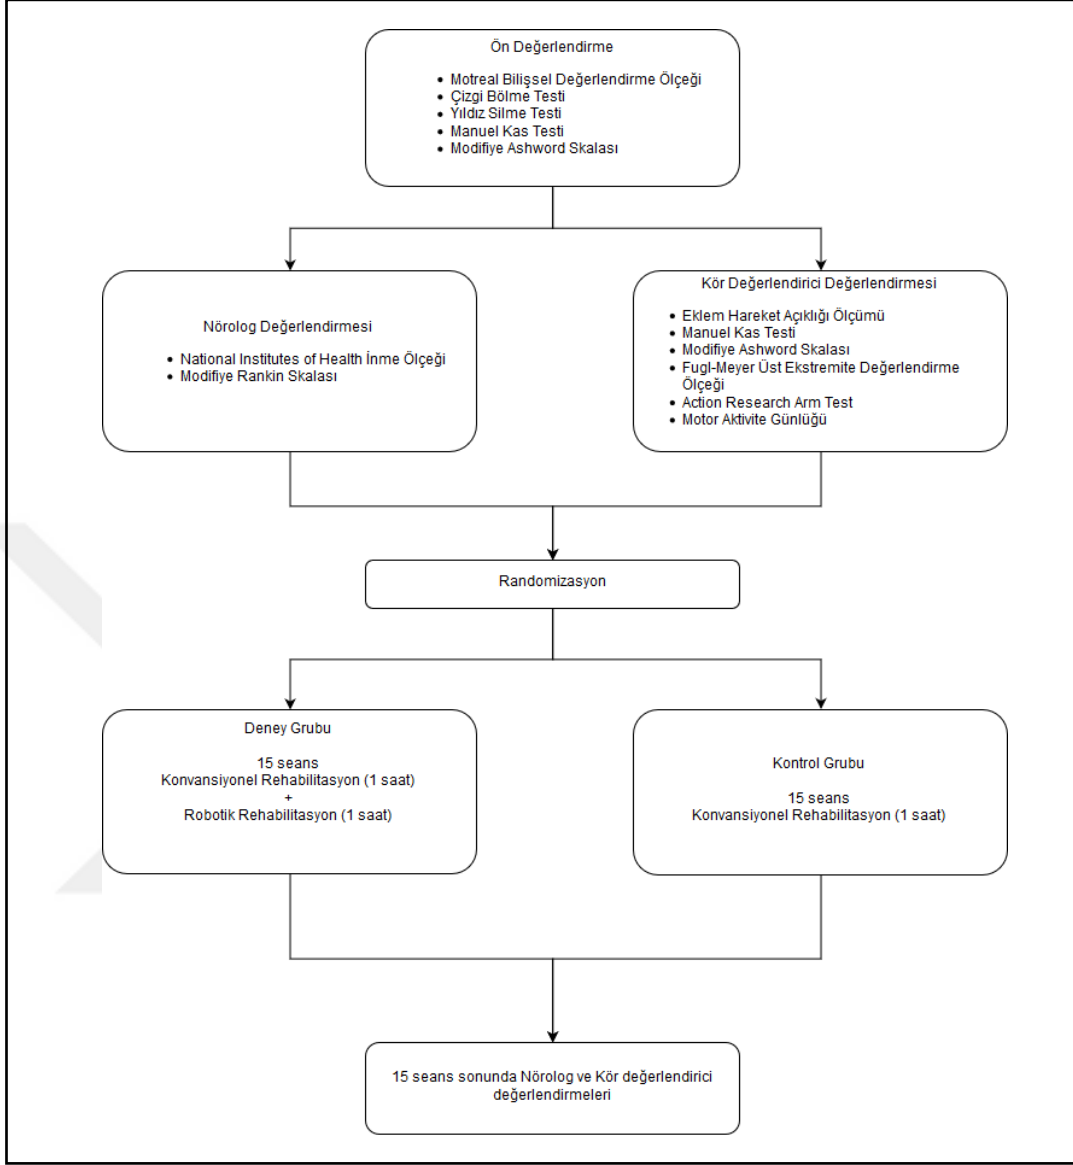 Ön Değerlendirme
• Motreal Bilişsel Değerlendirme Ölçeği
• Çizgi Bölme Testi
• Yıldız Silme Testi
• Manuel Kas Testi
• Modifiye Ashword Skalası
Nörolog Değerlendirmesi
• National Institutes of Health İnme Ölçeği
• Modifiye Rankin Skalası
Kör Değerlendirici Değerlendirmesi
• Eklem Hareket Açıklığı Ölçümü
• Manuel Kas Testi
• Modifiye Ashword Skalası
• Fugl-Meyer Üst Ekstremite Değerlendirme
Ölçeği
• Action Research Arm Test
• Motor Aktivite Günlüğü
Randomizasyon
Deney Grubu
15 seans
Konvansiyonel Rehabilitasyon (1 saat)
+
Robotik Rehabilitasyon (1 saat)
Kontrol Grubu
15 seans
Konvansiyonel Rehabilitasyon (1 saat)
15 seans sonunda Nörolog ve Kör değerlendirici
değerlendirmeleri